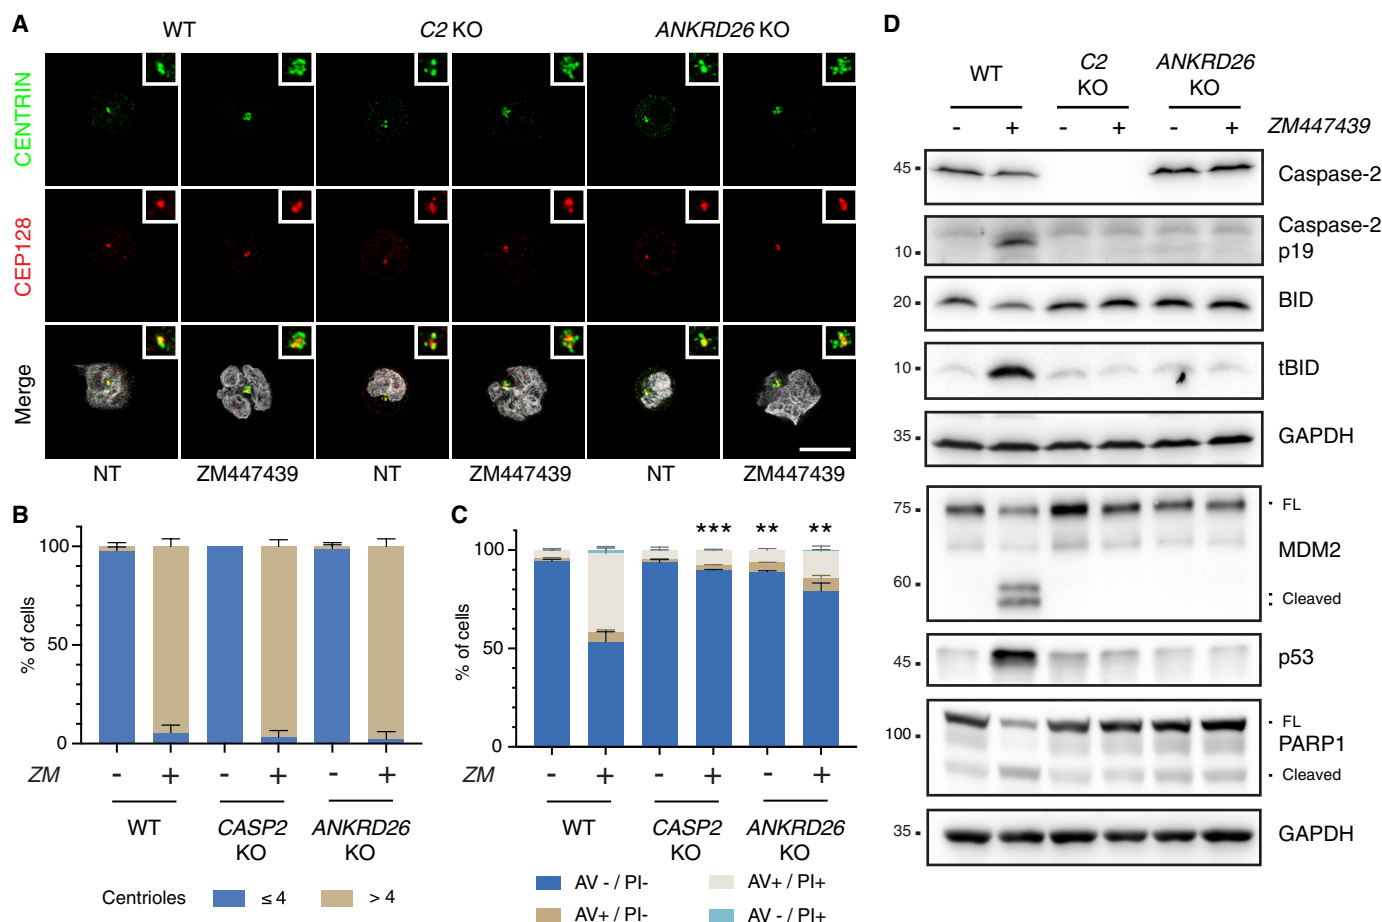 A
WT
C2 KO
ANKRD26 KO
CENTRIN
CEP128
Merge
NT
ZM447439
NT
ZM447439
NT
ZM447439
B
% of cells
100
50
0
ZM
- + - + - +
WT
CASP2 KO
ANKRD26 KO
Centrioles
≤ 4
> 4
C
*** ** **
% of cells
100
50
0
ZM
- + - + - +
WT
CASP2 KO
ANKRD26 KO
AV - / PI-
AV+ / PI+
AV+ / PI-
AV - / PI+
D
WT
C2 KO
ANKRD26 KO
- + - + - + ZM447439
45 Caspase-2
Caspase-2
10 p19
20 BID
10 tBID
35 GAPDH
75 FL
MDM2
60 Cleaved
45 p53
FL
100 PARP1
Cleaved
35 GAPDH